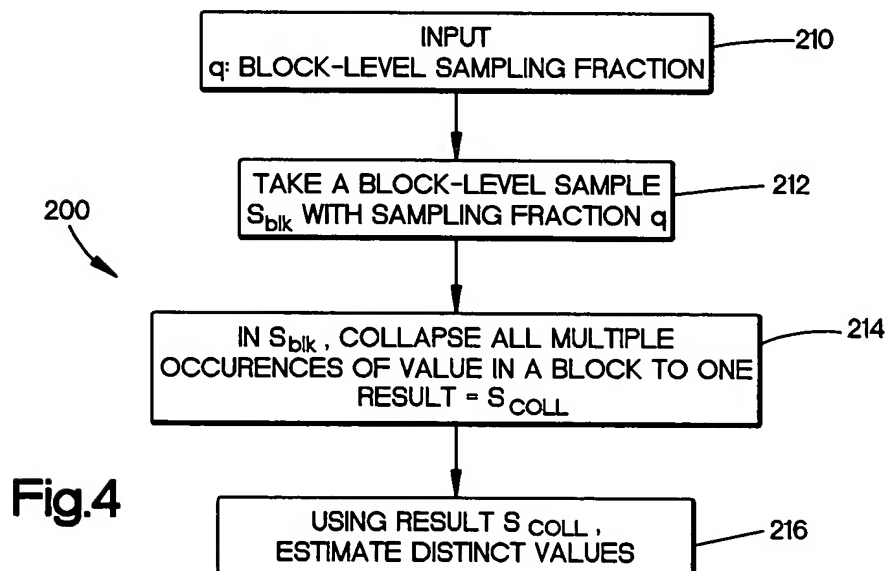 INPUT
q: BLOCK-LEVEL SAMPLING FRACTION
210
TAKE A BLOCK-LEVEL SAMPLE
S_blk WITH SAMPLING FRACTION q
212
200
IN S_blk, COLLAPSE ALL MULTIPLE
OCCURENCES OF VALUE IN A BLOCK TO ONE
RESULT = S_COLL
214
Fig.4
USING RESULT S_COLL,
ESTIMATE DISTINCT VALUES
216